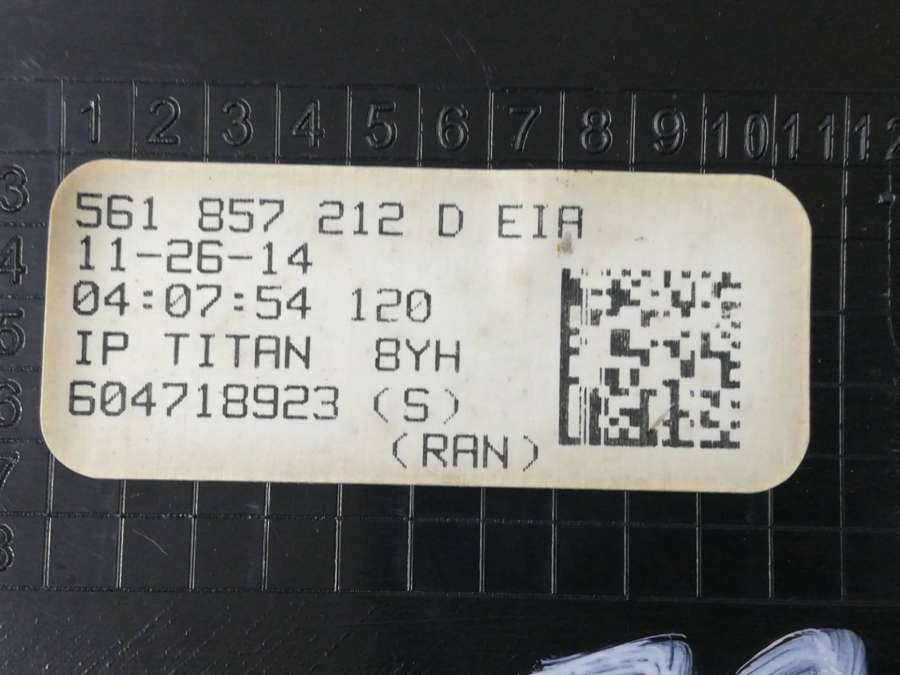 1 2 3 4 5 6 7 8 9 10 11 12
3
561 857 212 D EIA
11-26-14
4
04:07:54 120
5
IP TITAN 8YH
6
604718923 (S)
(RAN)
7
8